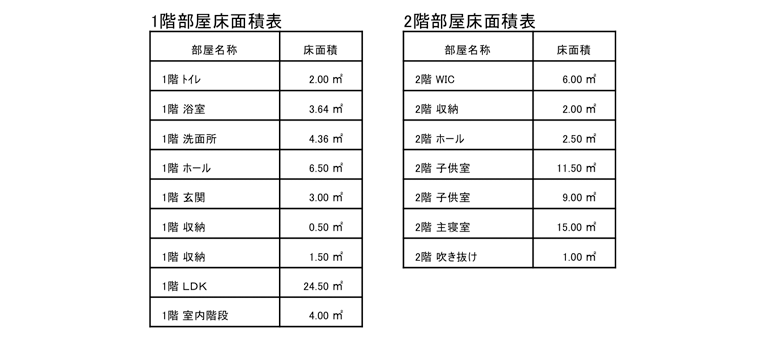 1階部屋床面積表
部屋名称 床面積
1階 ﾄｲﾚ 2.00 ㎡
1階 浴室 3.64 ㎡
1階 洗面所 4.36 ㎡
1階 ホール 6.50 ㎡
1階 玄関 3.00 ㎡
1階 収納 0.50 ㎡
1階 収納 1.50 ㎡
1階 ＬＤＫ 24.50 ㎡
1階 室内階段 4.00 ㎡
2階部屋床面積表
部屋名称 床面積
2階 WIC 6.00 ㎡
2階 収納 2.00 ㎡
2階 ホール 2.50 ㎡
2階 子供室 11.50 ㎡
2階 子供室 9.00 ㎡
2階 主寝室 15.00 ㎡
2階 吹き抜け 1.00 ㎡